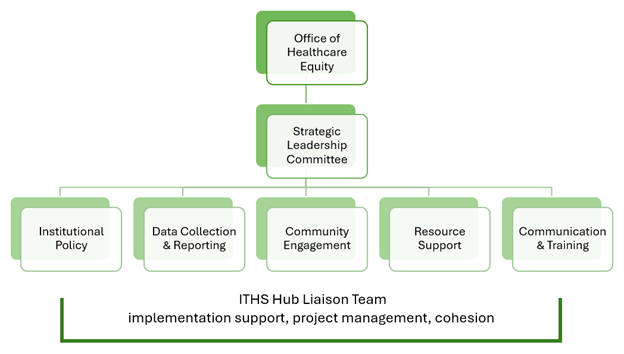 Office of
Healthcare
Equity
Strategic
Leadership
Committee
Institutional
Policy
Data Collection
& Reporting
Community
Engagement
Resource
Support
Communication
& Training
ITHS Hub Liaison Team
implementation support, project management, cohesion